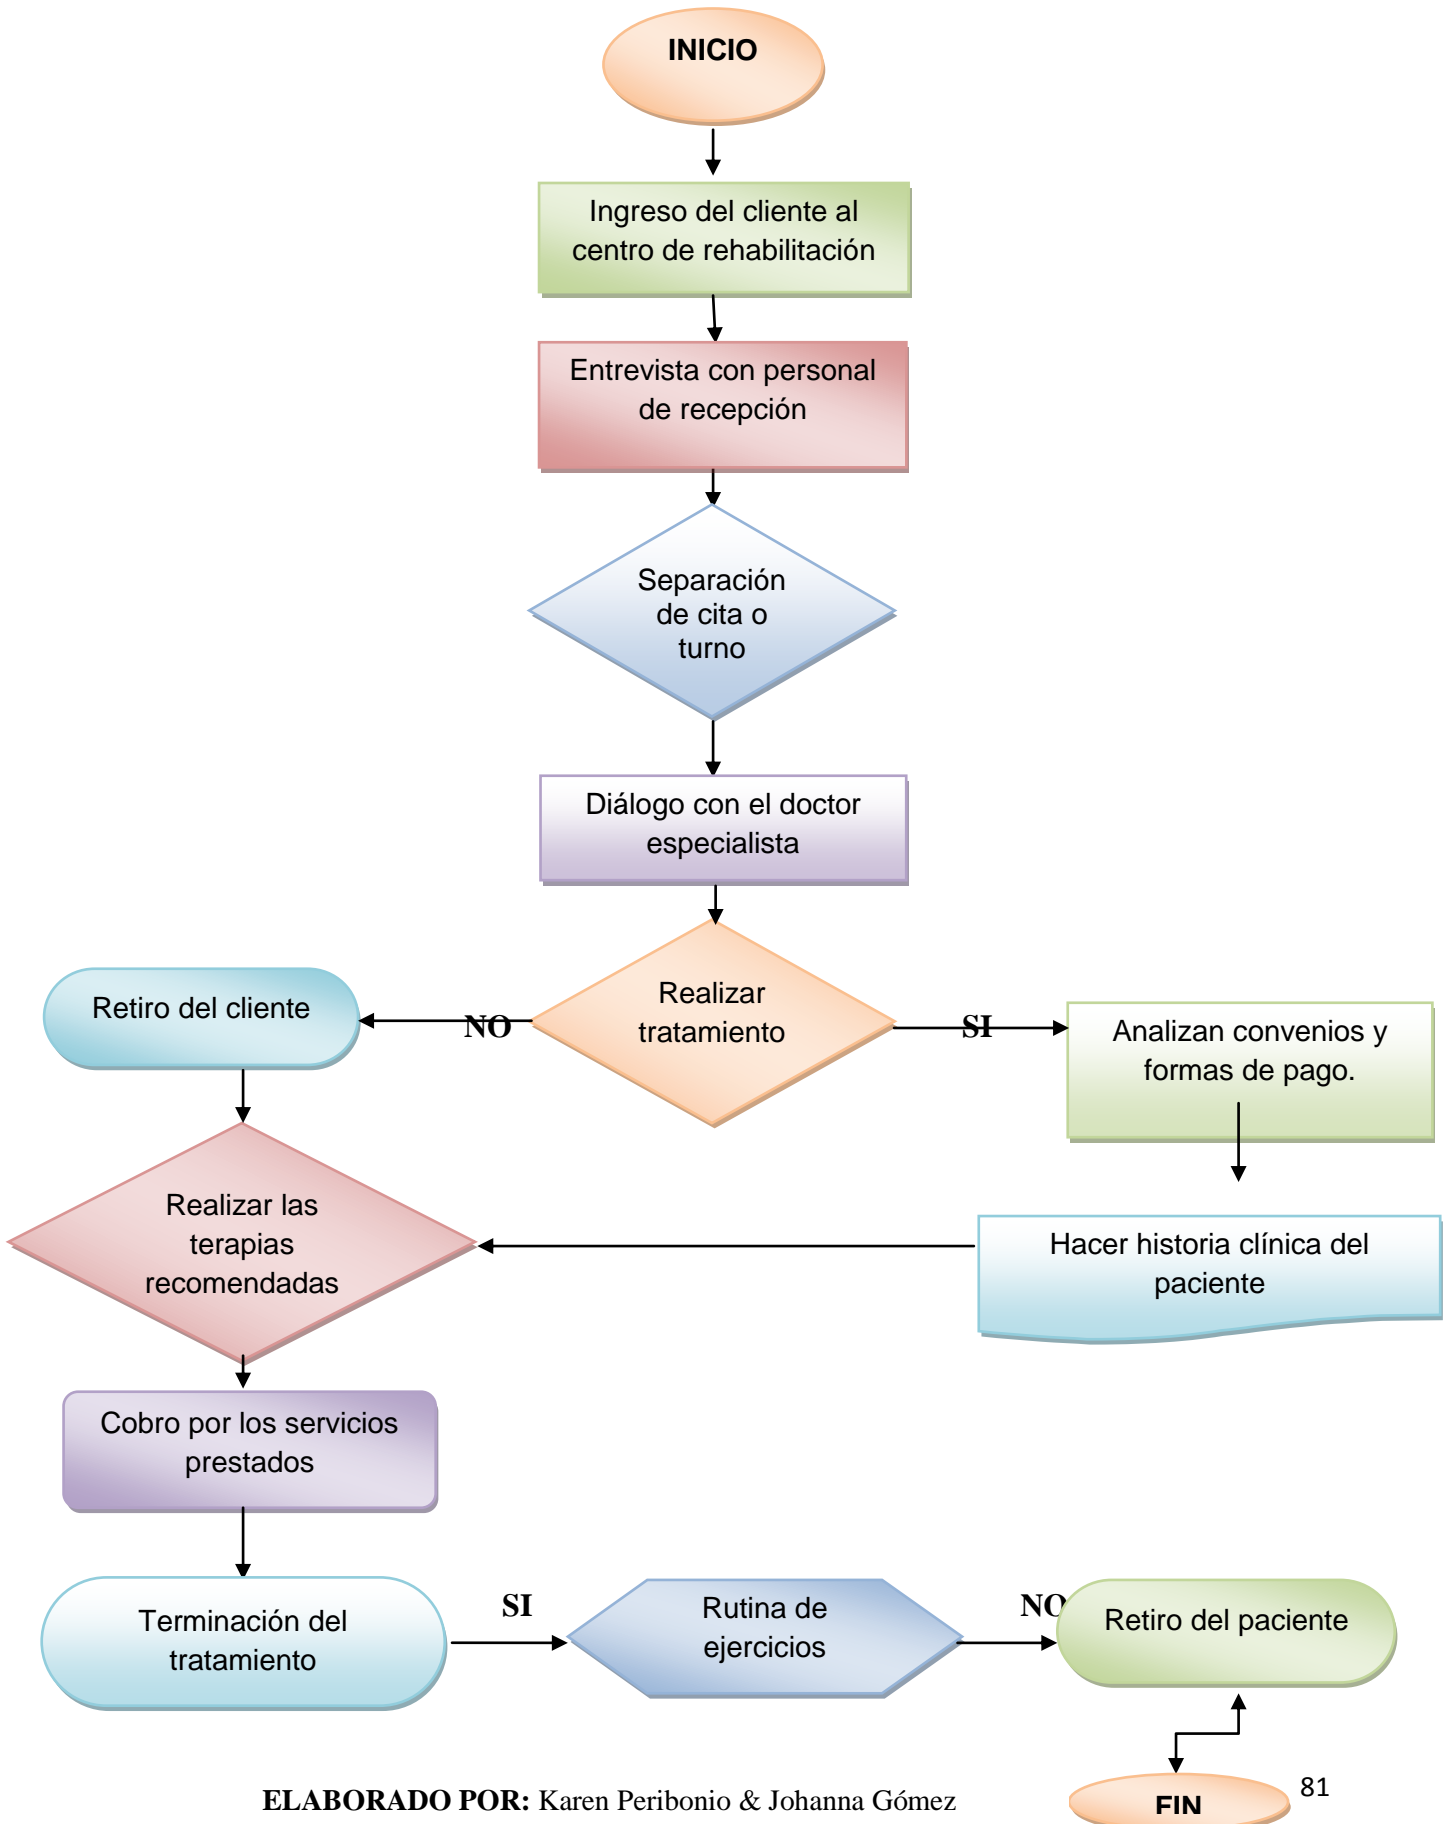 INICIO
Ingreso del cliente al
centro de rehabilitación
Entrevista con personal
de recepción
Separación
de cita o
turno
Diálogo con el doctor
especialista
Realizar
tratamiento
NO
SI
Retiro del cliente
Analizan convenios y
formas de pago.
Realizar las
terapias
recomendadas
Hacer historia clínica del
paciente
Cobro por los servicios
prestados
Terminación del
tratamiento
SI
Rutina de
ejercicios
NO
Retiro del paciente
FIN
ELABORADO POR: Karen Peribonio & Johanna Gómez
81